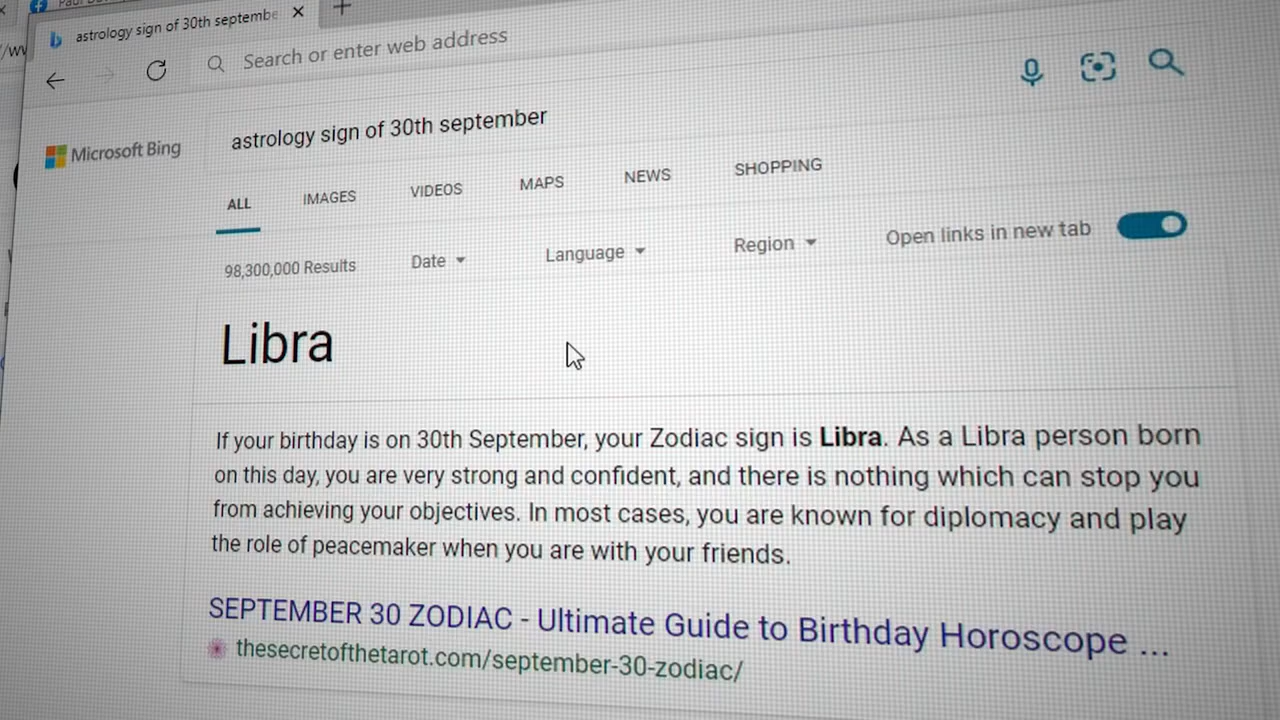 astrology sign of 30th septembe
Search or enter web address
Microsoft Bing
astrology sign of 30th september
ALL IMAGES VIDEOS MAPS NEWS SHOPPING
98,300,000 Results Date Language Region Open links in new tab
Libra
If your birthday is on 30th September, your Zodiac sign is Libra. As a Libra person born
on this day, you are very strong and confident, and there is nothing which can stop you
from achieving your objectives. In most cases, you are known for diplomacy and play
the role of peacemaker when you are with your friends.
SEPTEMBER 30 ZODIAC - Ultimate Guide to Birthday Horoscope ...
thesecretofthetarot.com/september-30-zodiac/